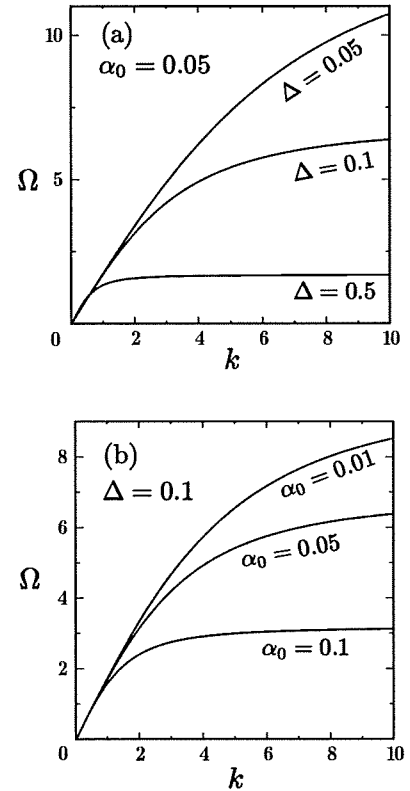 (a)
α₀ = 0.05
10
5
0
Ω
Δ = 0.05
Δ = 0.1
Δ = 0.5
2 4 6 8 10
k
(b)
Δ = 0.1
8
6
4
2
0
Ω
α₀ = 0.01
α₀ = 0.05
α₀ = 0.1
2 4 6 8 10
k